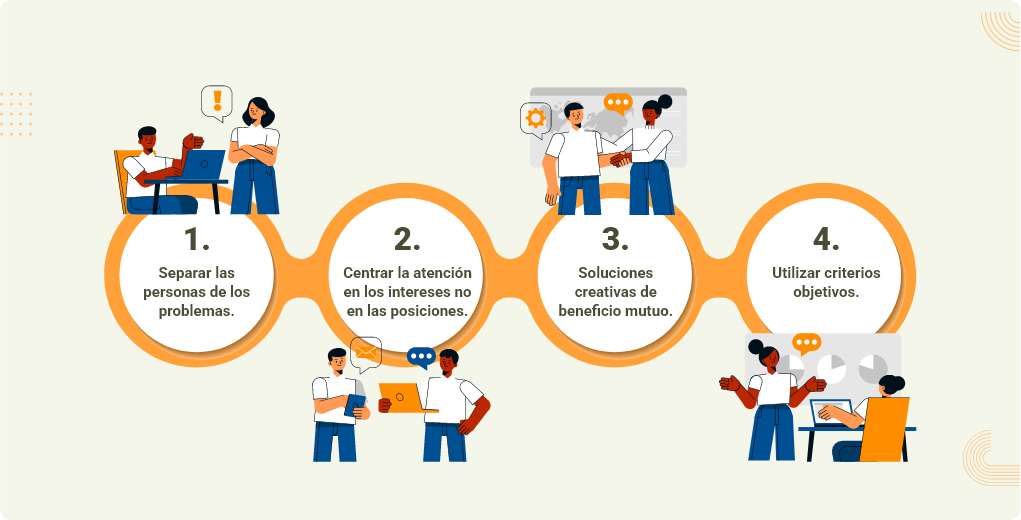 1.
Separar las
personas de los
problemas.
2.
Centrar la atención
en los intereses no
en las posiciones.
3.
Soluciones
creativas de
beneficio mutuo.
4.
Utilizar criterios
objetivos.